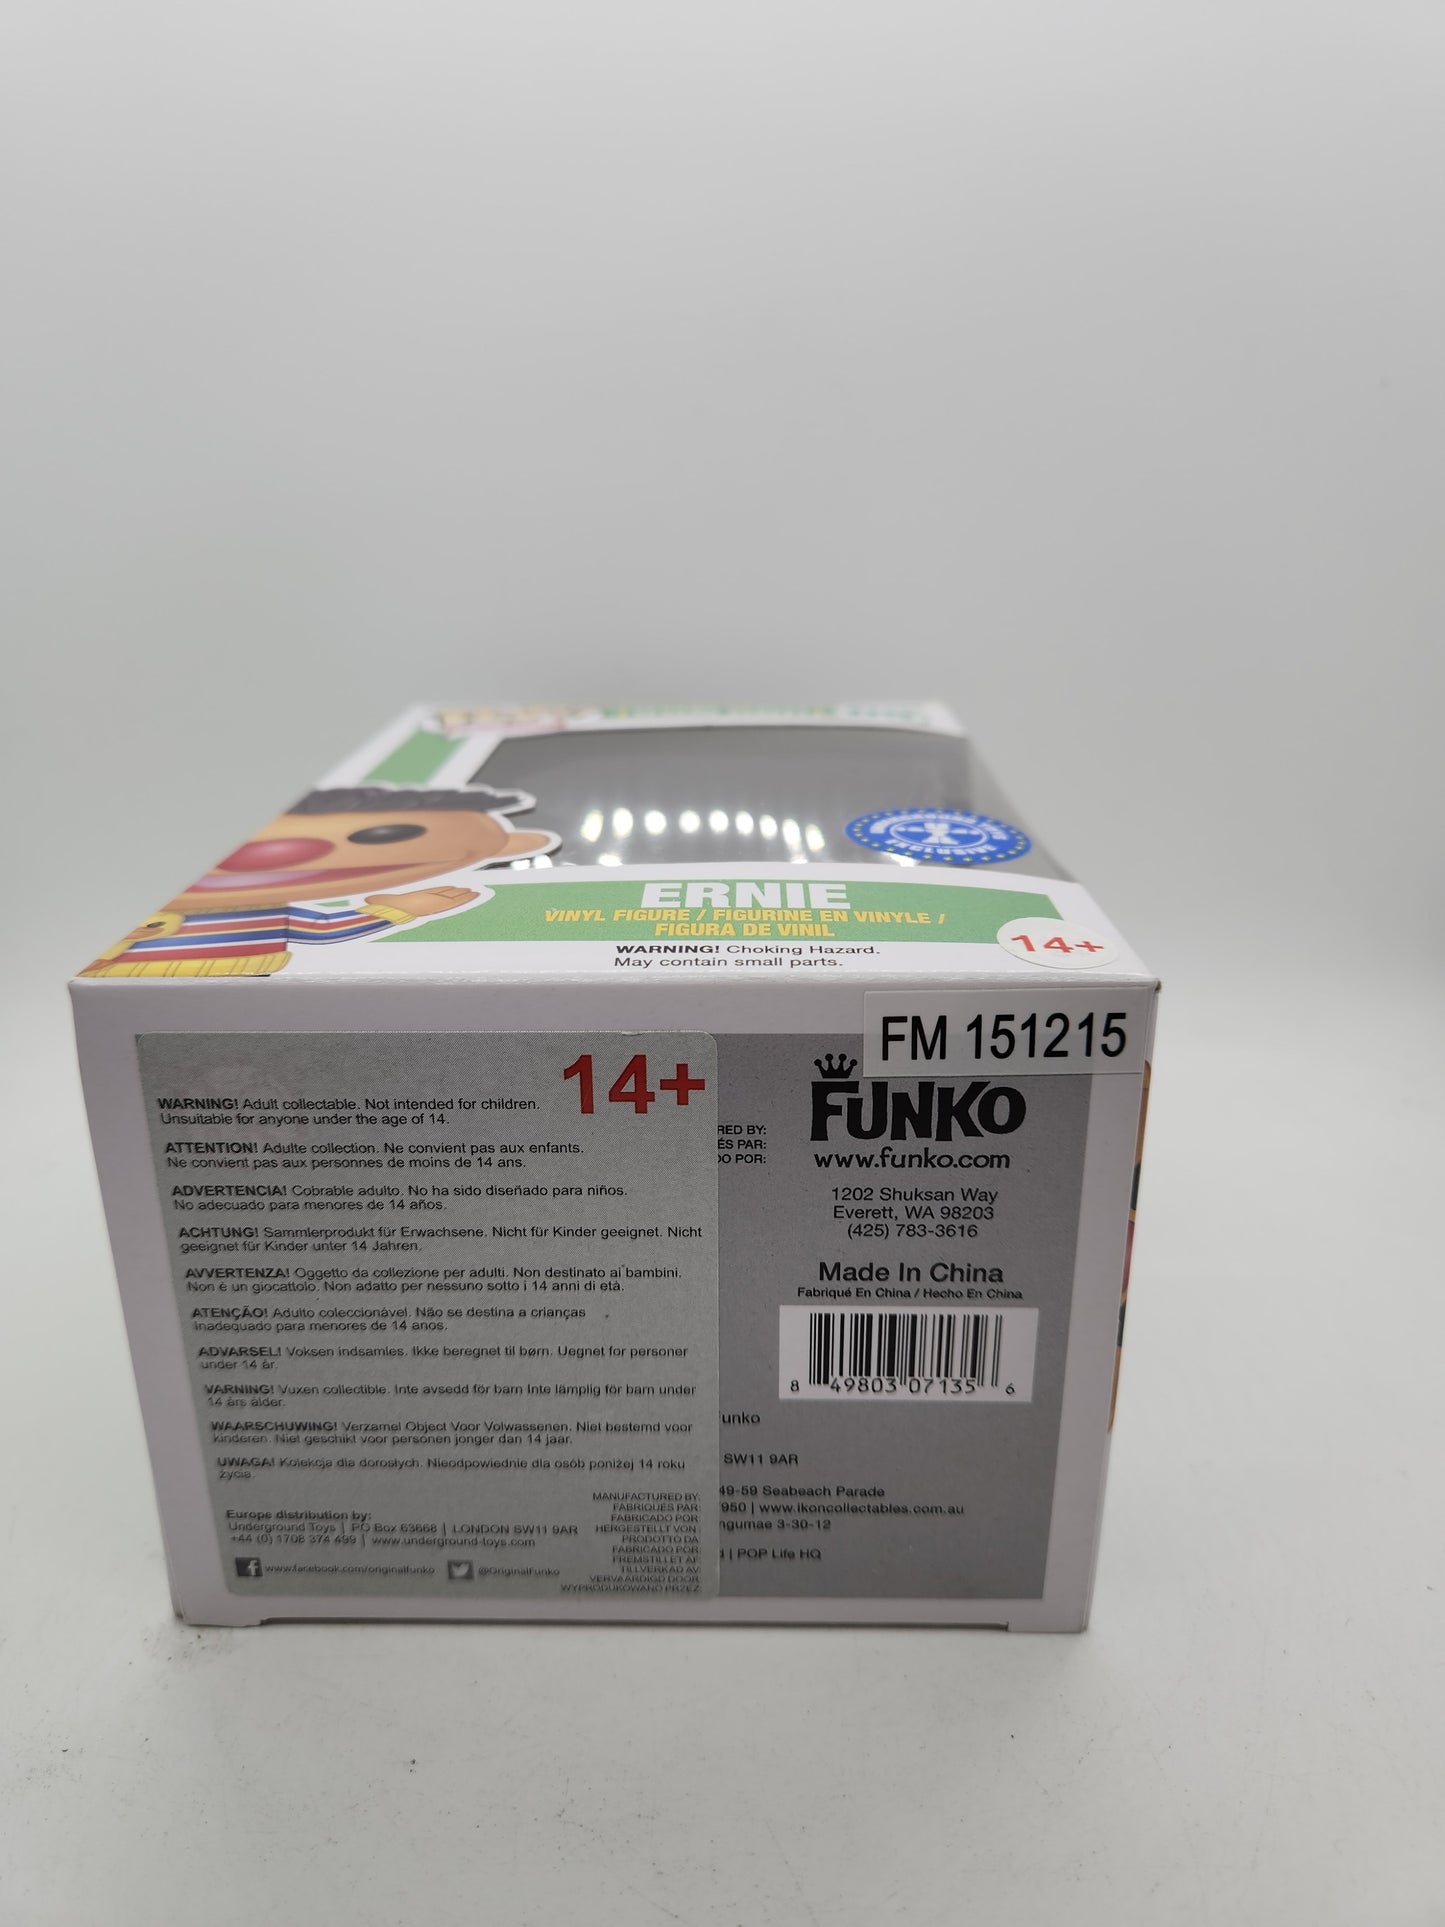 ERNIE
VINYL FIGURE / FIGURINE EN VINYLE /
FIGURA DE VINIL
WARNING! Choking Hazard.
May contain small parts.
14+
FM 151215
14+
WARNING! Adult collectable. Not intended for children.
Unsuitable for anyone under the age of 14.
ATTENTION! Adulte collection. Ne convient pas aux enfants.
Ne convient pas aux personnes de moins de 14 ans.
ADVERTENCIA! Cobrable adulto. No ha sido diseñado para niños.
No adecuado para menores de 14 años.
ACHTUNG! Sammlerprodukt für Erwachsene. Nicht für Kinder geeignet. Nicht
geeignet für Kinder unter 14 Jahren.
AVVERTENZA! Oggetto da collezione per adulti. Non destinato ai bambini.
Non è un giocattolo. Non adatto per nessuno sotto i 14 anni di età.
ATENÇÃO! Adulto coleccionável. Não se destina a crianças
inadequado para menores de 14 anos.
ADVARSEL! Voksen indsamles. Ikke beregnet til børn. Uegnet for personer
under 14 år.
VARNING! Vuxen collectible. Inte avsedd för barn Inte lämplig för barn under
14 års ålder.
WAARSCHUWING! Verzamel Object Voor Volwassenen. Niet bestemd voor
kinderen. Niet geschikt voor personen jonger dan 14 jaar.
UWAGA! Kolekcja dla dorosłych. Nieodpowiednie dla osób poniżej 14 roku
życia.
Europe distribution by:
Underground Toys | PO Box 63668 | LONDON SW11 9AR
+44 (0) 1708 374 499 | www.underground-toys.com
www.facebook.com/originalfunko @OriginalFunko
MANUFACTURED BY:
FABRIQUÉS PAR:
FABRICADO POR:
HERGESTELLT VON:
PRODOTTO DA:
FABRICADO POR:
FREMSTILLET AF:
TILLVERKAD AV:
VERVAARDIGD DOOR:
WYPRODUKOWANO PRZEZ:
RED BY:
ÉS PAR:
DO POR:
FUNKO
www.funko.com
1202 Shuksan Way
Everett, WA 98203
(425) 783-3616
Made In China
Fabriqué En China / Hecho En China
8 49803 07135 6
unko
SW11 9AR
49-59 Seabeach Parade
950 | www.ikoncollectables.com.au
ngumae 3-30-12
| POP Life HQ